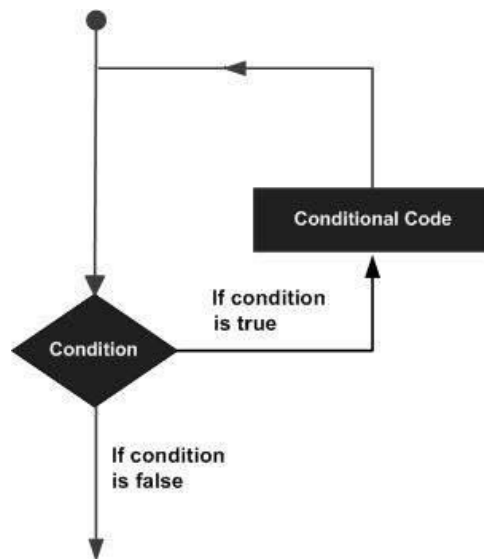 Conditional Code
If condition
is true
Condition
If condition
is false